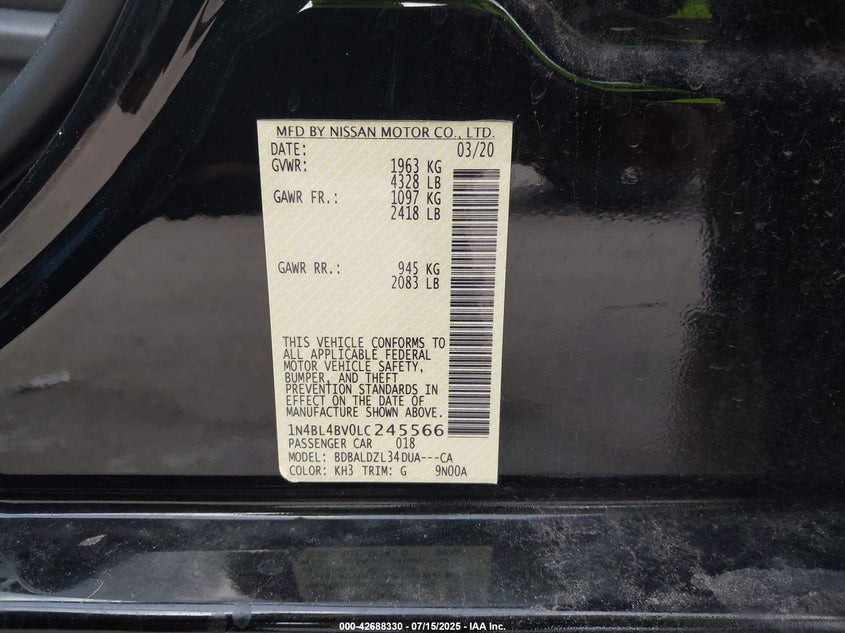 MFD BY NISSAN MOTOR CO., LTD.
DATE: 03/20
GVWR: 1963 KG
4328 LB
GAWR FR.: 1097 KG
2418 LB
GAWR RR.: 945 KG
2083 LB
THIS VEHICLE CONFORMS TO
ALL APPLICABLE FEDERAL
MOTOR VEHICLE SAFETY,
BUMPER, AND THEFT
PREVENTION STANDARDS IN
EFFECT ON THE DATE OF
MANUFACTURE SHOWN ABOVE.
1N4BL4BV0LC245566
PASSENGER CAR 018
MODEL: BDBALDZL34DUA---CA
COLOR: KH3 TRIM: G 9N00A
000-42688330 - 07/15/2025 - IAA Inc.